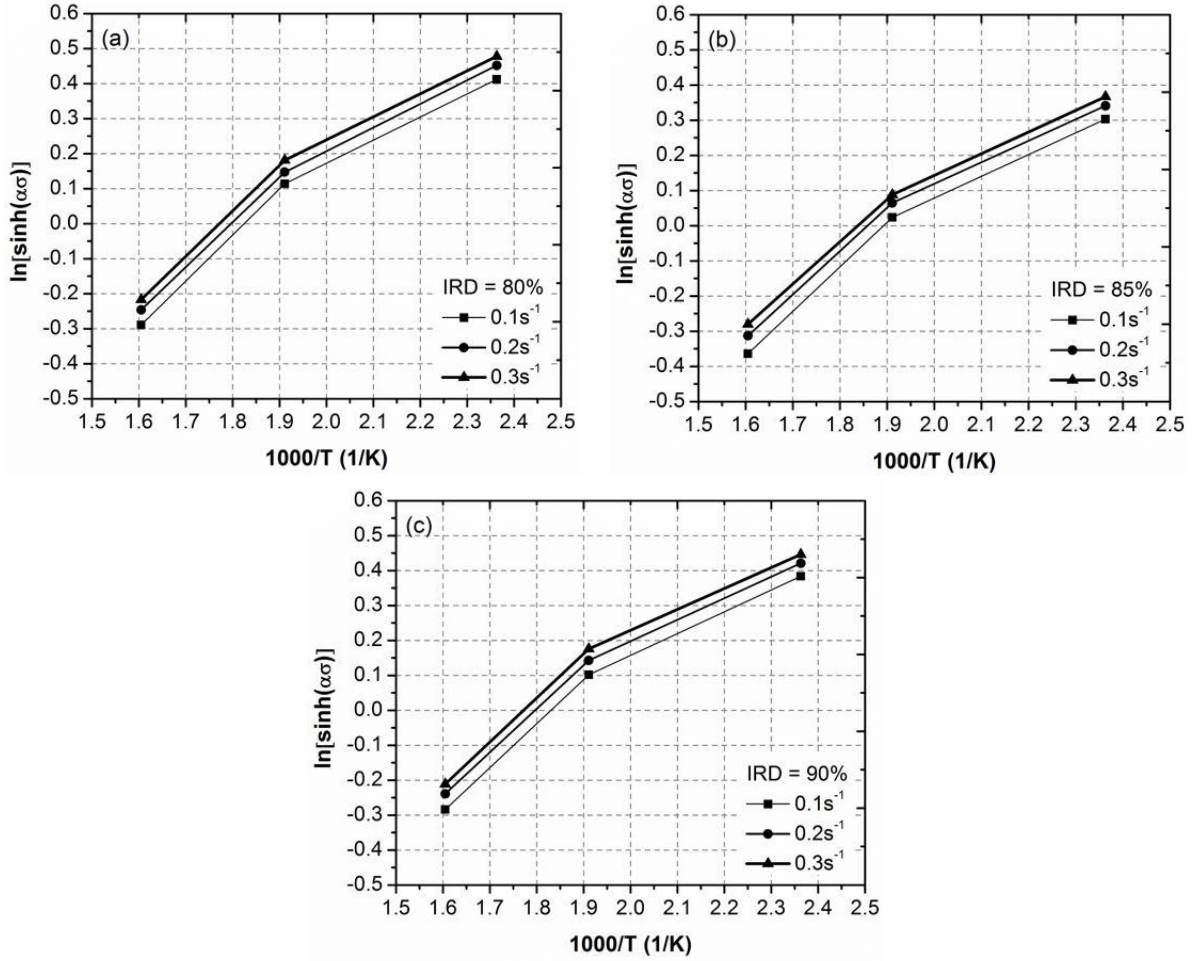 (a)
ln[sinh(ασ)]
0.6
0.5
0.4
0.3
0.2
0.1
0.0
-0.1
-0.2
-0.3
-0.4
-0.5
IRD = 80%
0.1s⁻¹
0.2s⁻¹
0.3s⁻¹
1.5 1.6 1.7 1.8 1.9 2.0 2.1 2.2 2.3 2.4 2.5
1000/T (1/K)
(b)
ln[sinh(ασ)]
0.6
0.5
0.4
0.3
0.2
0.1
0.0
-0.1
-0.2
-0.3
-0.4
-0.5
IRD = 85%
0.1s⁻¹
0.2s⁻¹
0.3s⁻¹
1.5 1.6 1.7 1.8 1.9 2.0 2.1 2.2 2.3 2.4 2.5
1000/T (1/K)
(c)
ln[sinh(ασ)]
0.6
0.5
0.4
0.3
0.2
0.1
0.0
-0.1
-0.2
-0.3
-0.4
-0.5
IRD = 90%
0.1s⁻¹
0.2s⁻¹
0.3s⁻¹
1.5 1.6 1.7 1.8 1.9 2.0 2.1 2.2 2.3 2.4 2.5
1000/T (1/K)